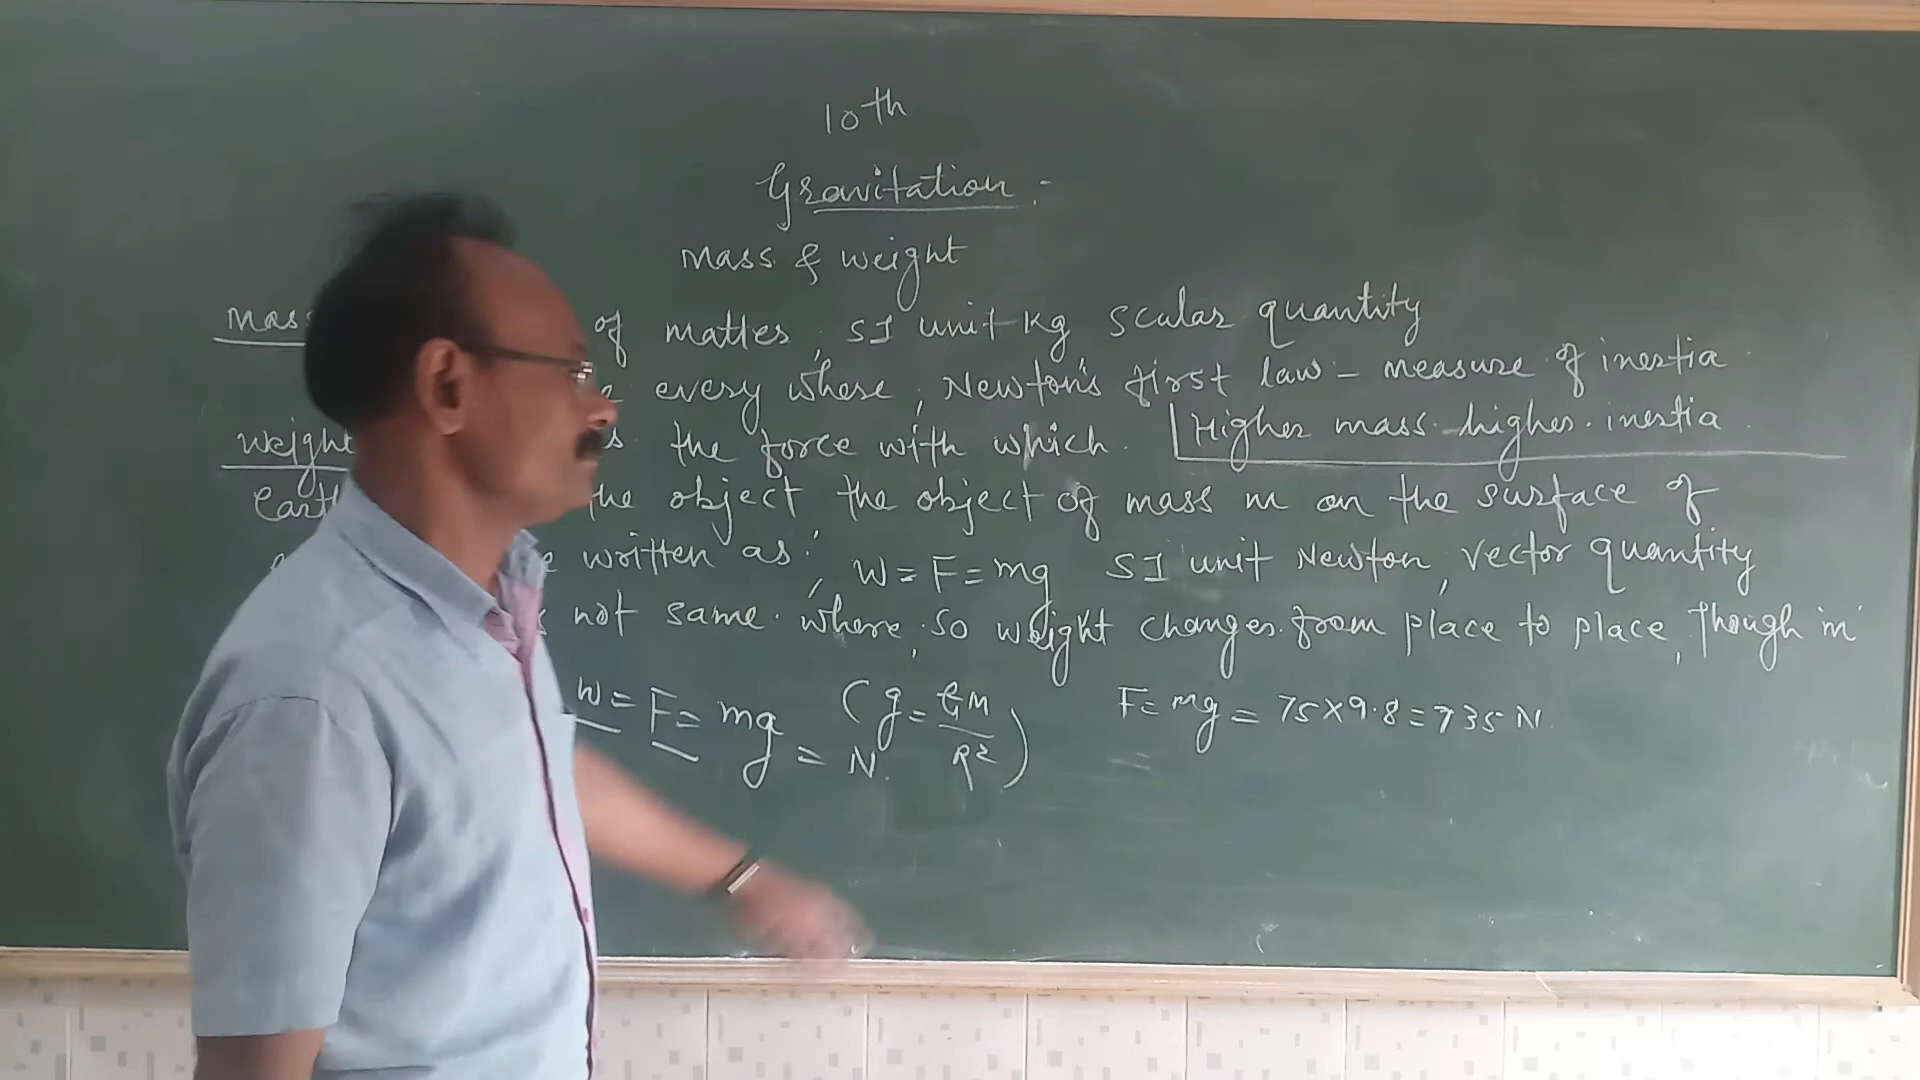 10th
Gravitation :-
Mass & weight
Mass of matter, SI unit Kg scalar quantity
every where, Newton's first law - measure of inertia
weight the force with which. Higher mass higher inertia
Earth the object the object of mass m on the surface of
written as: W = F = mg SI unit Newton, Vector quantity
not same where, so weight changes from place to place, Though m
W = F = mg = N (g = GM/R²) F = mg = 75×9.8 = 735 N